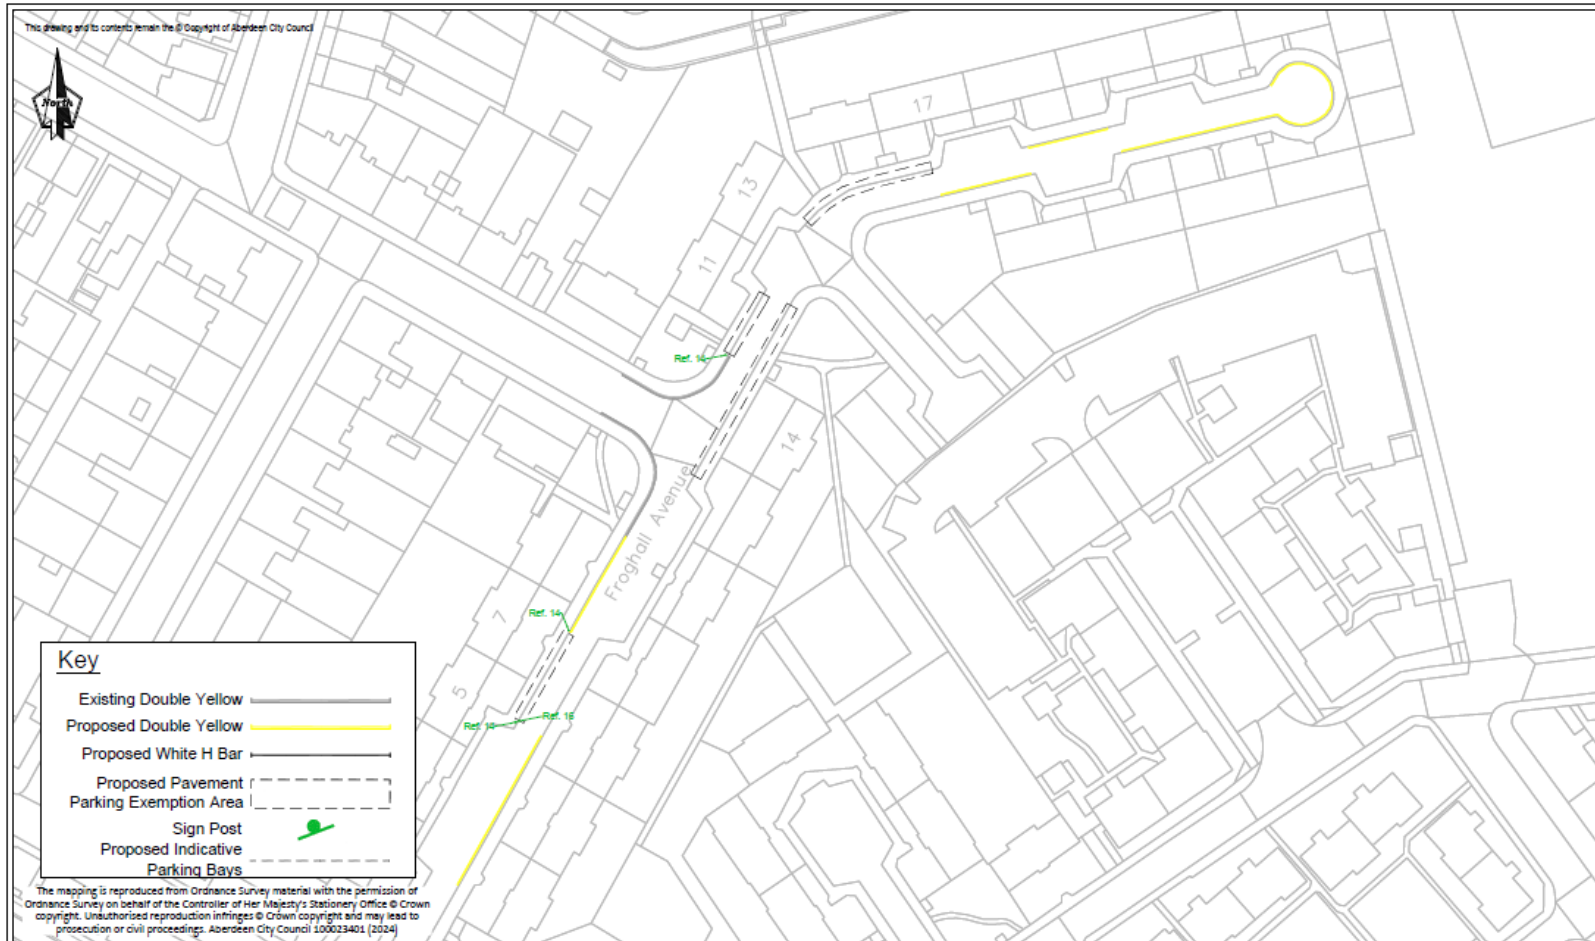 This drawing and its contents remain the © Copyright of Aberdeen City Council
North
17
13
11
Ref. 14
14
Froghall Avenue
Ref. 14
7
5
Ref. 16
Key
Existing Double Yellow
Proposed Double Yellow
Proposed White H Bar
Proposed Pavement
Parking Exemption Area
Sign Post
Proposed Indicative
Parking Bays
The mapping is reproduced from Ordnance Survey material with the permission of
Ordnance Survey on behalf of the Controller of Her Majesty's Stationery Office © Crown
copyright. Unauthorised reproduction infringes © Crown copyright and may lead to
prosecution or civil proceedings. Aberdeen City Council 100023401 (2024)